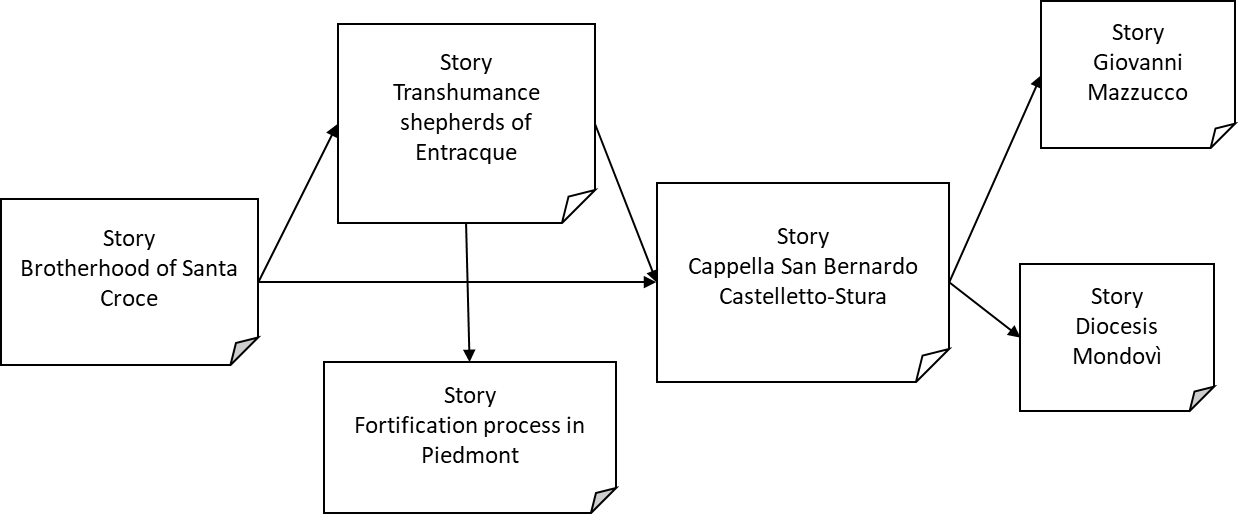 Story
Brotherhood of Santa
Croce
Story
Transhumance
shepherds of
Entracque
Story
Fortification process in
Piedmont
Story
Cappella San Bernardo
Castelletto-Stura
Story
Giovanni
Mazzucco
Story
Diocesis
Mondovì